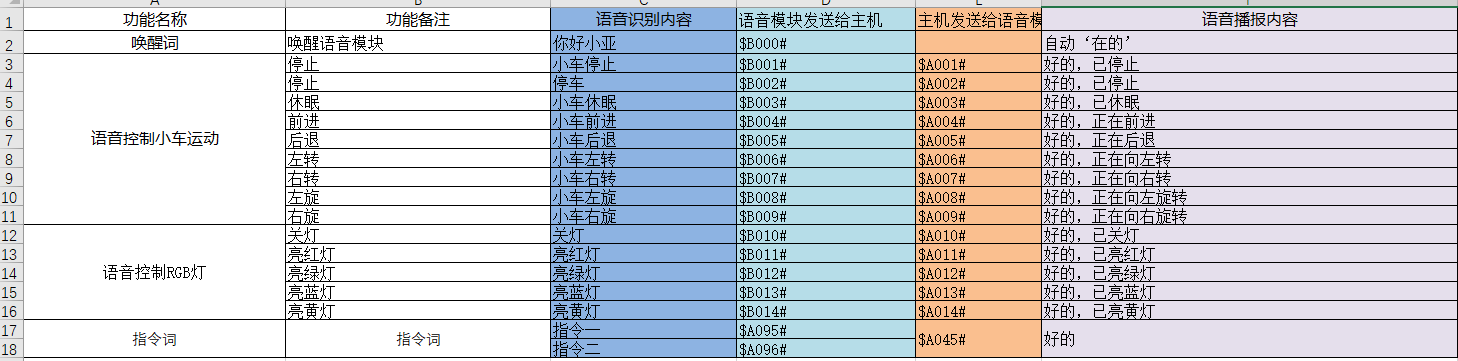 A B C D E
1 功能名称 功能备注 语音识别内容 语音模块发送给主机 主机发送给语音模 语音播报内容
2 唤醒词 唤醒语音模块 你好小亚 $B000# 自动‘在的’
3 停止 小车停止 $B001# $A001# 好的，已停止
4 停止 停车 $B002# $A002# 好的，已停止
5 休眠 小车休眠 $B003# $A003# 好的，已休眠
6 前进 小车前进 $B004# $A004# 好的，正在前进
7 语音控制小车运动 后退 小车后退 $B005# $A005# 好的，正在后退
8 左转 小车左转 $B006# $A006# 好的，正在向左转
9 右转 小车右转 $B007# $A007# 好的，正在向右转
10 左旋 小车左旋 $B008# $A008# 好的，正在向左旋转
11 右旋 小车右旋 $B009# $A009# 好的，正在向右旋转
12 关灯 关灯 $B010# $A010# 好的，已关灯
13 亮红灯 亮红灯 $B011# $A011# 好的，已亮红灯
14 语音控制RGB灯 亮绿灯 亮绿灯 $B012# $A012# 好的，已亮绿灯
15 亮蓝灯 亮蓝灯 $B013# $A013# 好的，已亮蓝灯
16 亮黄灯 亮黄灯 $B014# $A014# 好的，已亮黄灯
17 指令词 指令词 指令一 $A095# $A045# 好的
18 指令二 $A096#